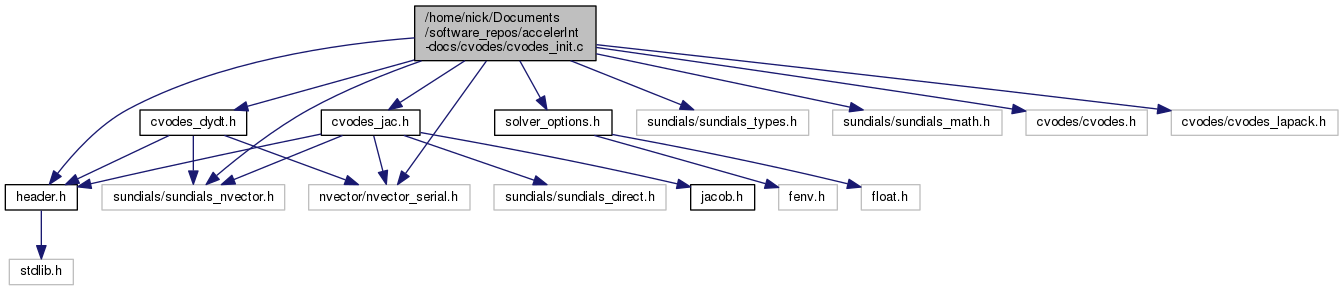 /home/nick/Documents
/software_repos/accelerInt
-docs/cvodes/cvodes_init.c
cvodes_dydt.h
cvodes_jac.h
solver_options.h
sundials/sundials_types.h
sundials/sundials_math.h
cvodes/cvodes.h
cvodes/cvodes_lapack.h
header.h
sundials/sundials_nvector.h
nvector/nvector_serial.h
sundials/sundials_direct.h
jacob.h
fenv.h
float.h
stdlib.h